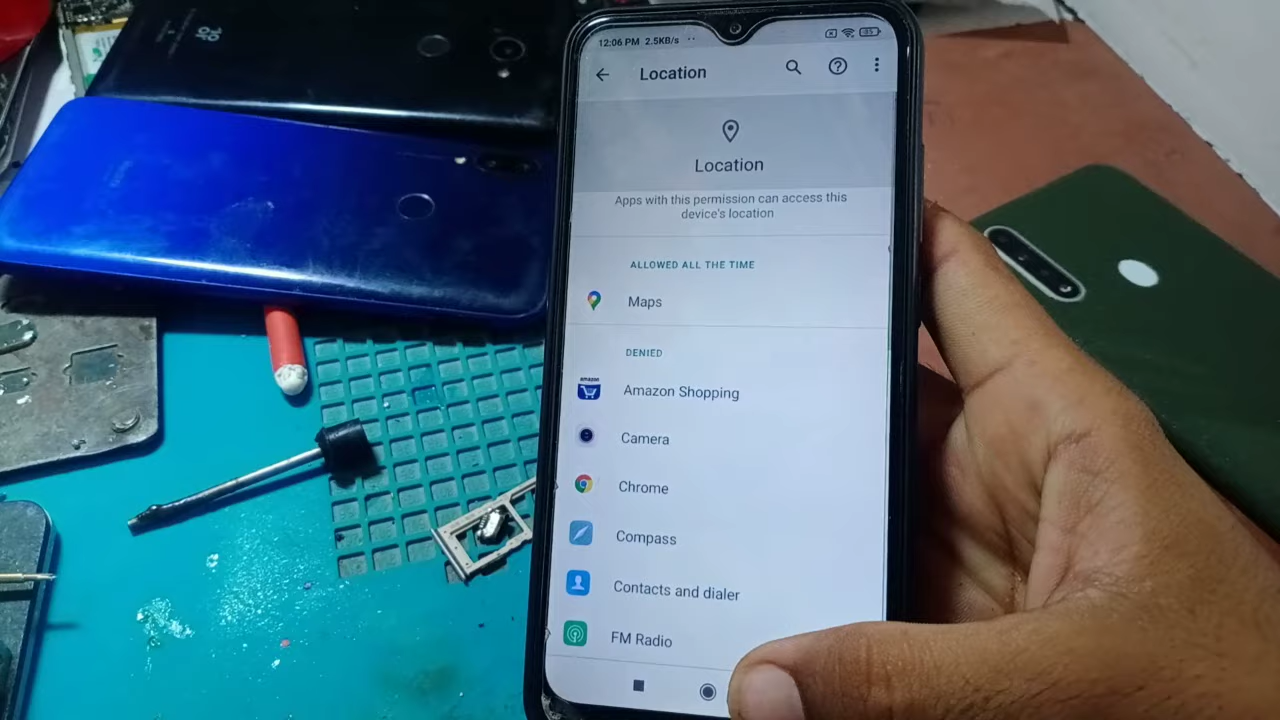 12:06 PM 2.5KB/s ··
Location
Location
Apps with this permission can access this
device's location
ALLOWED ALL THE TIME
Maps
DENIED
amazon
Amazon Shopping
Camera
Chrome
Compass
Contacts and dialer
FM Radio